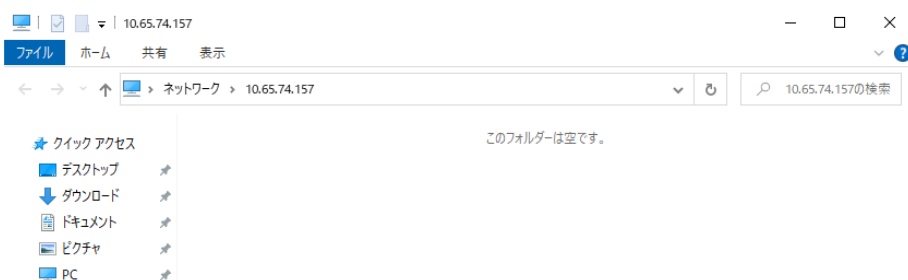 10.65.74.157
ファイル ホーム 共有 表示
ネットワーク 10.65.74.157 10.65.74.157の検索
クイック アクセス
このフォルダーは空です。
デスクトップ
ダウンロード
ドキュメント
ピクチャ
PC